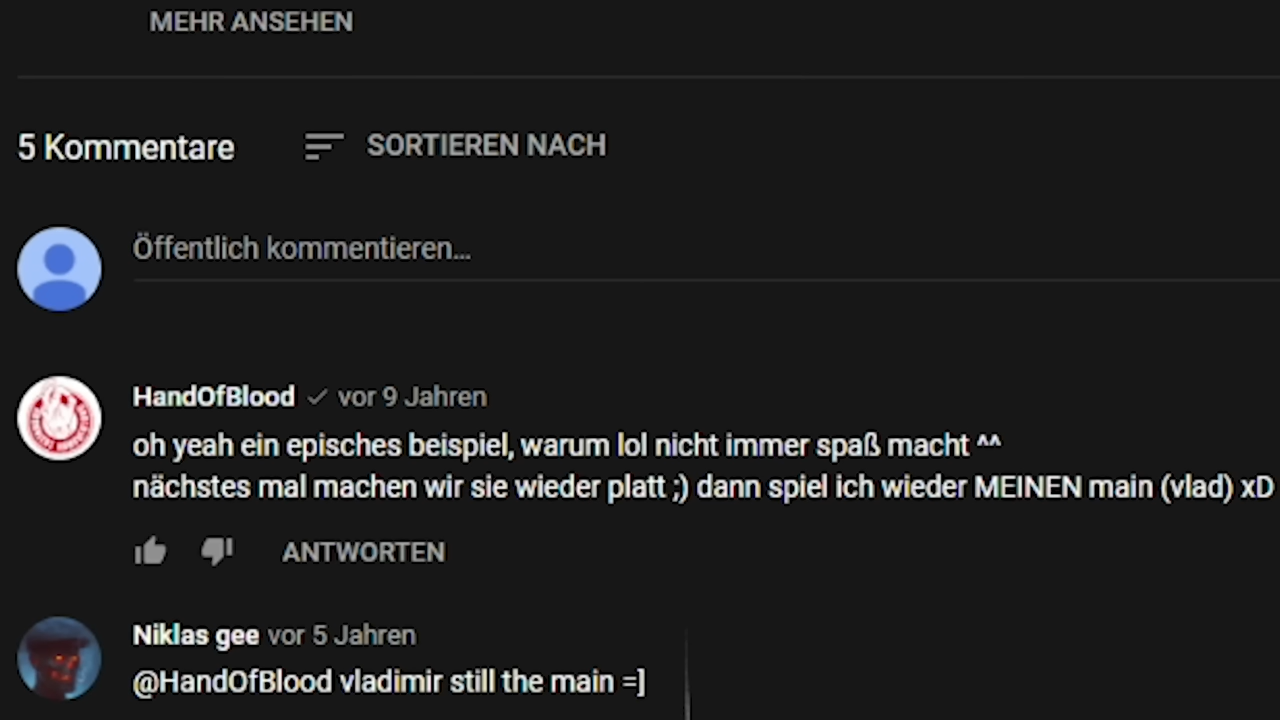 MEHR ANSEHEN
5 Kommentare
SORTIEREN NACH
Öffentlich kommentieren...
HandOfBlood vor 9 Jahren
oh yeah ein episches beispiel, warum lol nicht immer spaß macht ^^
nächstes mal machen wir sie wieder platt ;) dann spiel ich wieder MEINEN main (vlad) xD
ANTWORTEN
Niklas gee vor 5 Jahren
@HandOfBlood vladimir still the main =]